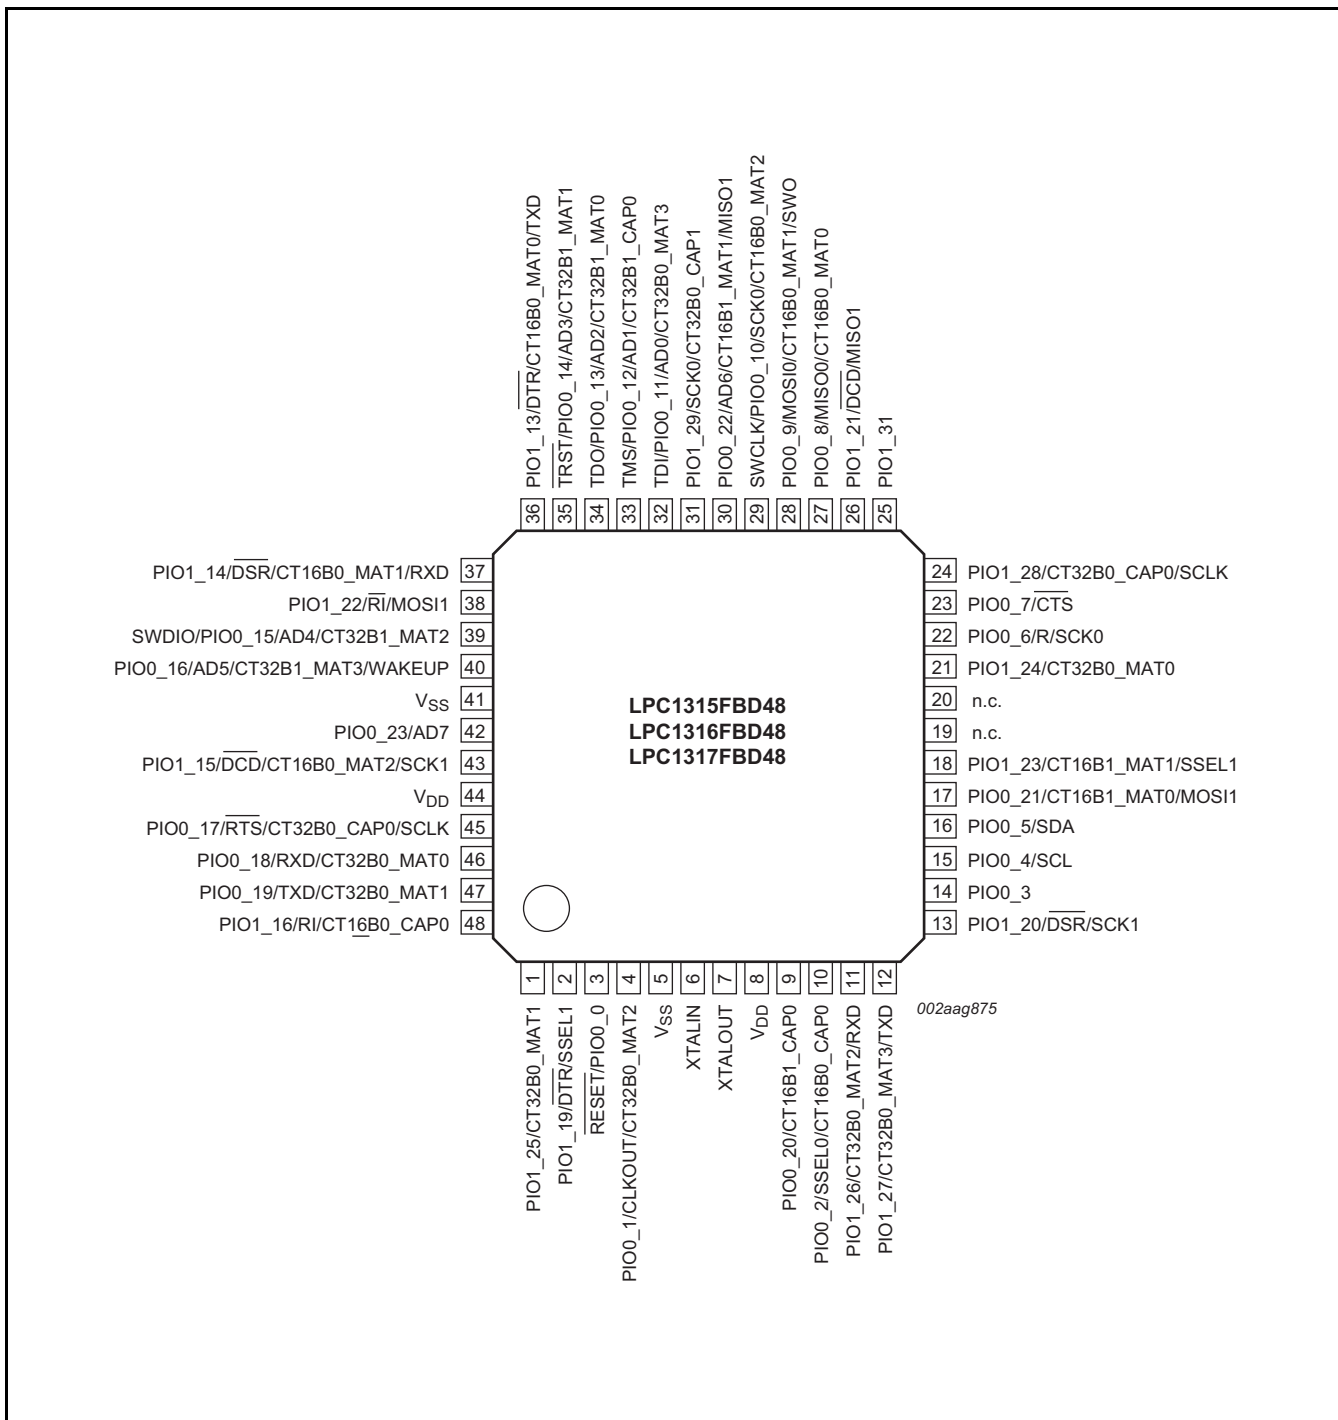 PIO1_13/DTR/CT16B0_MAT0/TXD
TRST/PIO0_14/AD3/CT32B1_MAT1
TDO/PIO0_13/AD2/CT32B1_MAT0
TMS/PIO0_12/AD1/CT32B1_CAP0
TDI/PIO0_11/AD0/CT32B0_MAT3
PIO1_29/SCK0/CT32B0_CAP1
PIO0_22/AD6/CT16B1_MAT1/MISO1
SWCLK/PIO0_10/SCK0/CT16B0_MAT2
PIO0_9/MOSI0/CT16B0_MAT1/SWO
PIO0_8/MISO0/CT16B0_MAT0
PIO1_21/DCD/MISO1
PIO1_31
36 35 34 33 32 31 30 29 28 27 26 25
PIO1_14/DSR/CT16B0_MAT1/RXD 37
PIO1_22/RI/MOSI1 38
SWDIO/PIO0_15/AD4/CT32B1_MAT2 39
PIO0_16/AD5/CT32B1_MAT3/WAKEUP 40
VSS 41
PIO0_23/AD7 42
PIO1_15/DCD/CT16B0_MAT2/SCK1 43
VDD 44
PIO0_17/RTS/CT32B0_CAP0/SCLK 45
PIO0_18/RXD/CT32B0_MAT0 46
PIO0_19/TXD/CT32B0_MAT1 47
PIO1_16/RI/CT16B0_CAP0 48
LPC1315FBD48
LPC1316FBD48
LPC1317FBD48
24 PIO1_28/CT32B0_CAP0/SCLK
23 PIO0_7/CTS
22 PIO0_6/R/SCK0
21 PIO1_24/CT32B0_MAT0
20 n.c.
19 n.c.
18 PIO1_23/CT16B1_MAT1/SSEL1
17 PIO0_21/CT16B1_MAT0/MOSI1
16 PIO0_5/SDA
15 PIO0_4/SCL
14 PIO0_3
13 PIO1_20/DSR/SCK1
1 2 3 4 5 6 7 8 9 10 11 12
PIO1_25/CT32B0_MAT1
PIO1_19/DTR/SSEL1
RESET/PIO0_0
PIO0_1/CLKOUT/CT32B0_MAT2
VSS
XTALIN
XTALOUT
VDD
PIO0_20/CT16B1_CAP0
PIO0_2/SSEL0/CT16B0_CAP0
PIO1_26/CT32B0_MAT2/RXD
PIO1_27/CT32B0_MAT3/TXD
002aag875